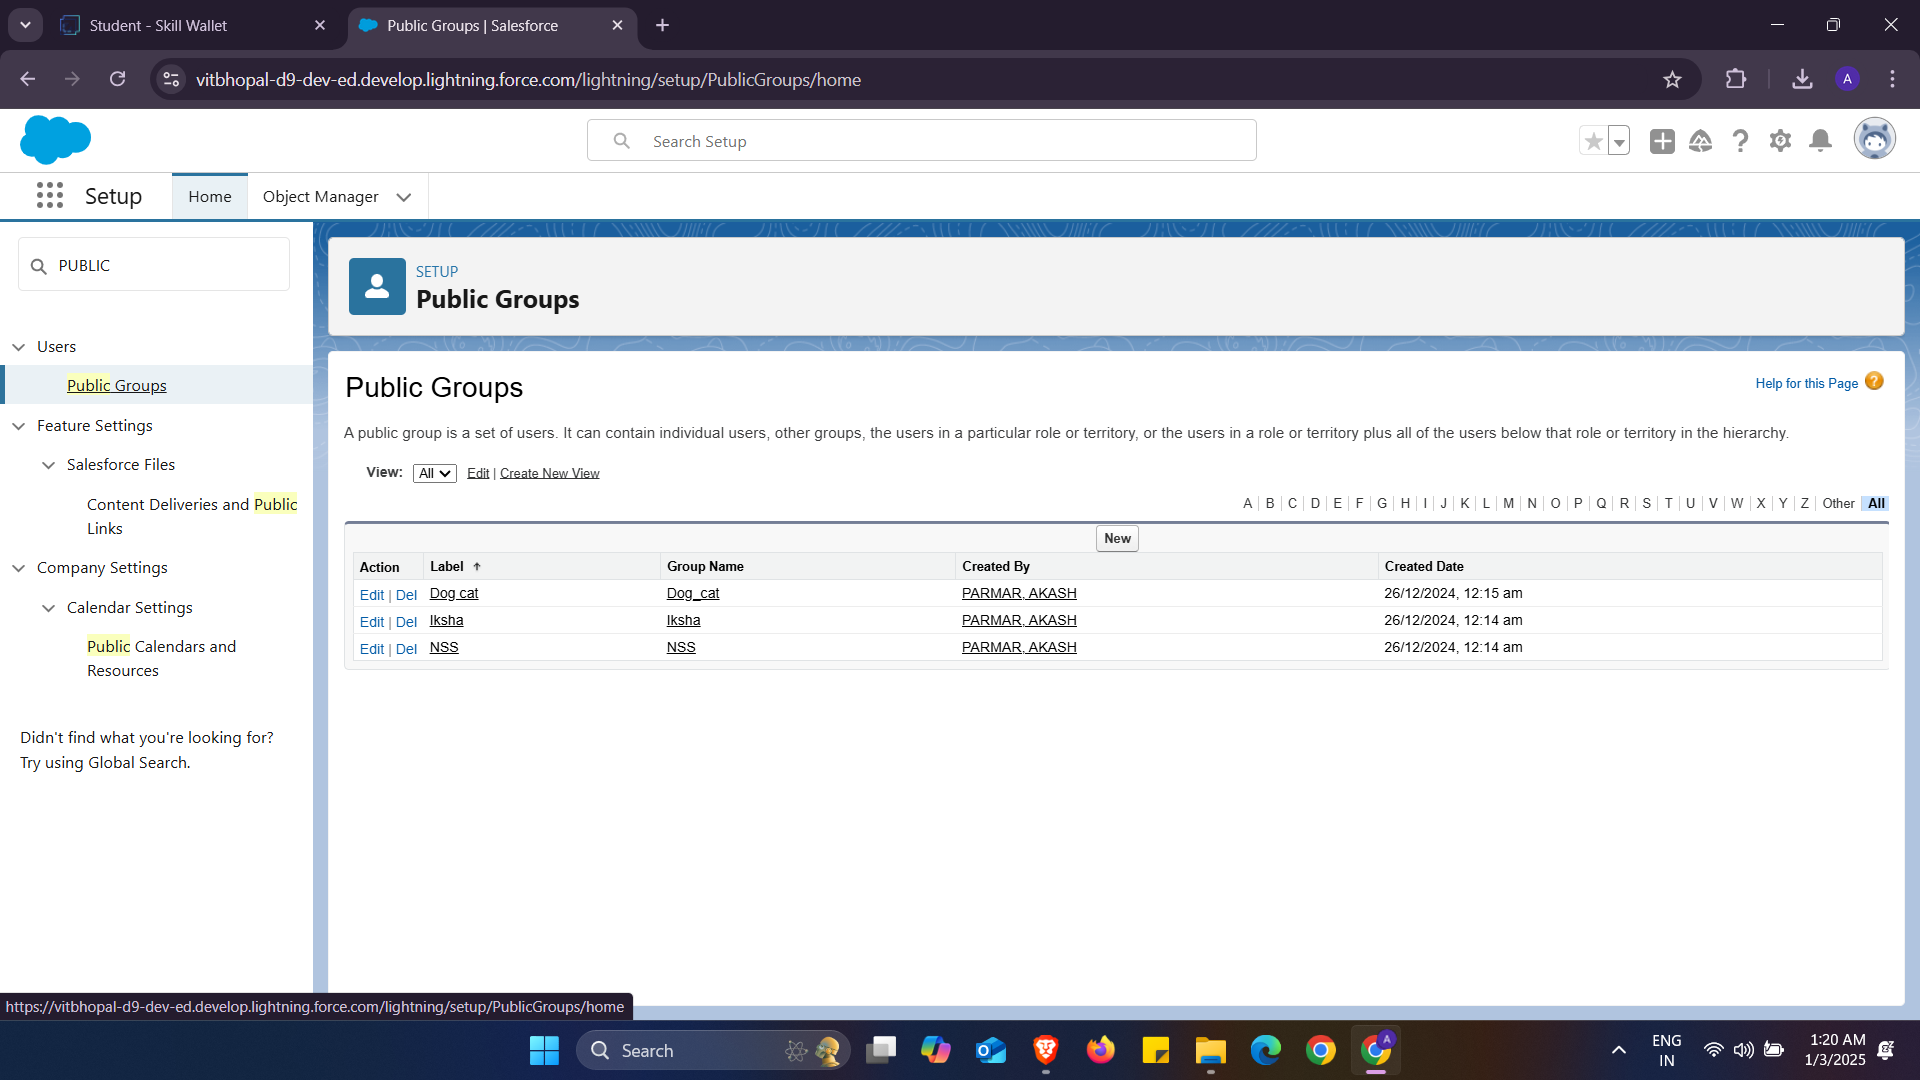 Student - Skill Wallet
Public Groups | Salesforce
vitbhopal-d9-dev-ed.develop.lightning.force.com/lightning/setup/PublicGroups/home
A
Search Setup
Setup
Home
Object Manager
PUBLIC
Users
Public Groups
Feature Settings
Salesforce Files
Content Deliveries and Public
Links
Company Settings
Calendar Settings
Public Calendars and
Resources
Didn't find what you're looking for?
Try using Global Search.
SETUP
Public Groups
Public Groups
Help for this Page ?
A public group is a set of users. It can contain individual users, other groups, the users in a particular role or territory, or the users in a role or territory plus all of the users below that role or territory in the hierarchy.
View: All Edit | Create New View
A | B | C | D | E | F | G | H | I | J | K | L | M | N | O | P | Q | R | S | T | U | V | W | X | Y | Z | Other All
New
Action Label Group Name Created By Created Date
Edit | Del Dog cat Dog_cat PARMAR, AKASH 26/12/2024, 12:15 am
Edit | Del Iksha Iksha PARMAR, AKASH 26/12/2024, 12:14 am
Edit | Del NSS NSS PARMAR, AKASH 26/12/2024, 12:14 am
https://vitbhopal-d9-dev-ed.develop.lightning.force.com/lightning/setup/PublicGroups/home
Search
A
ENG
IN
1:20 AM
1/3/2025